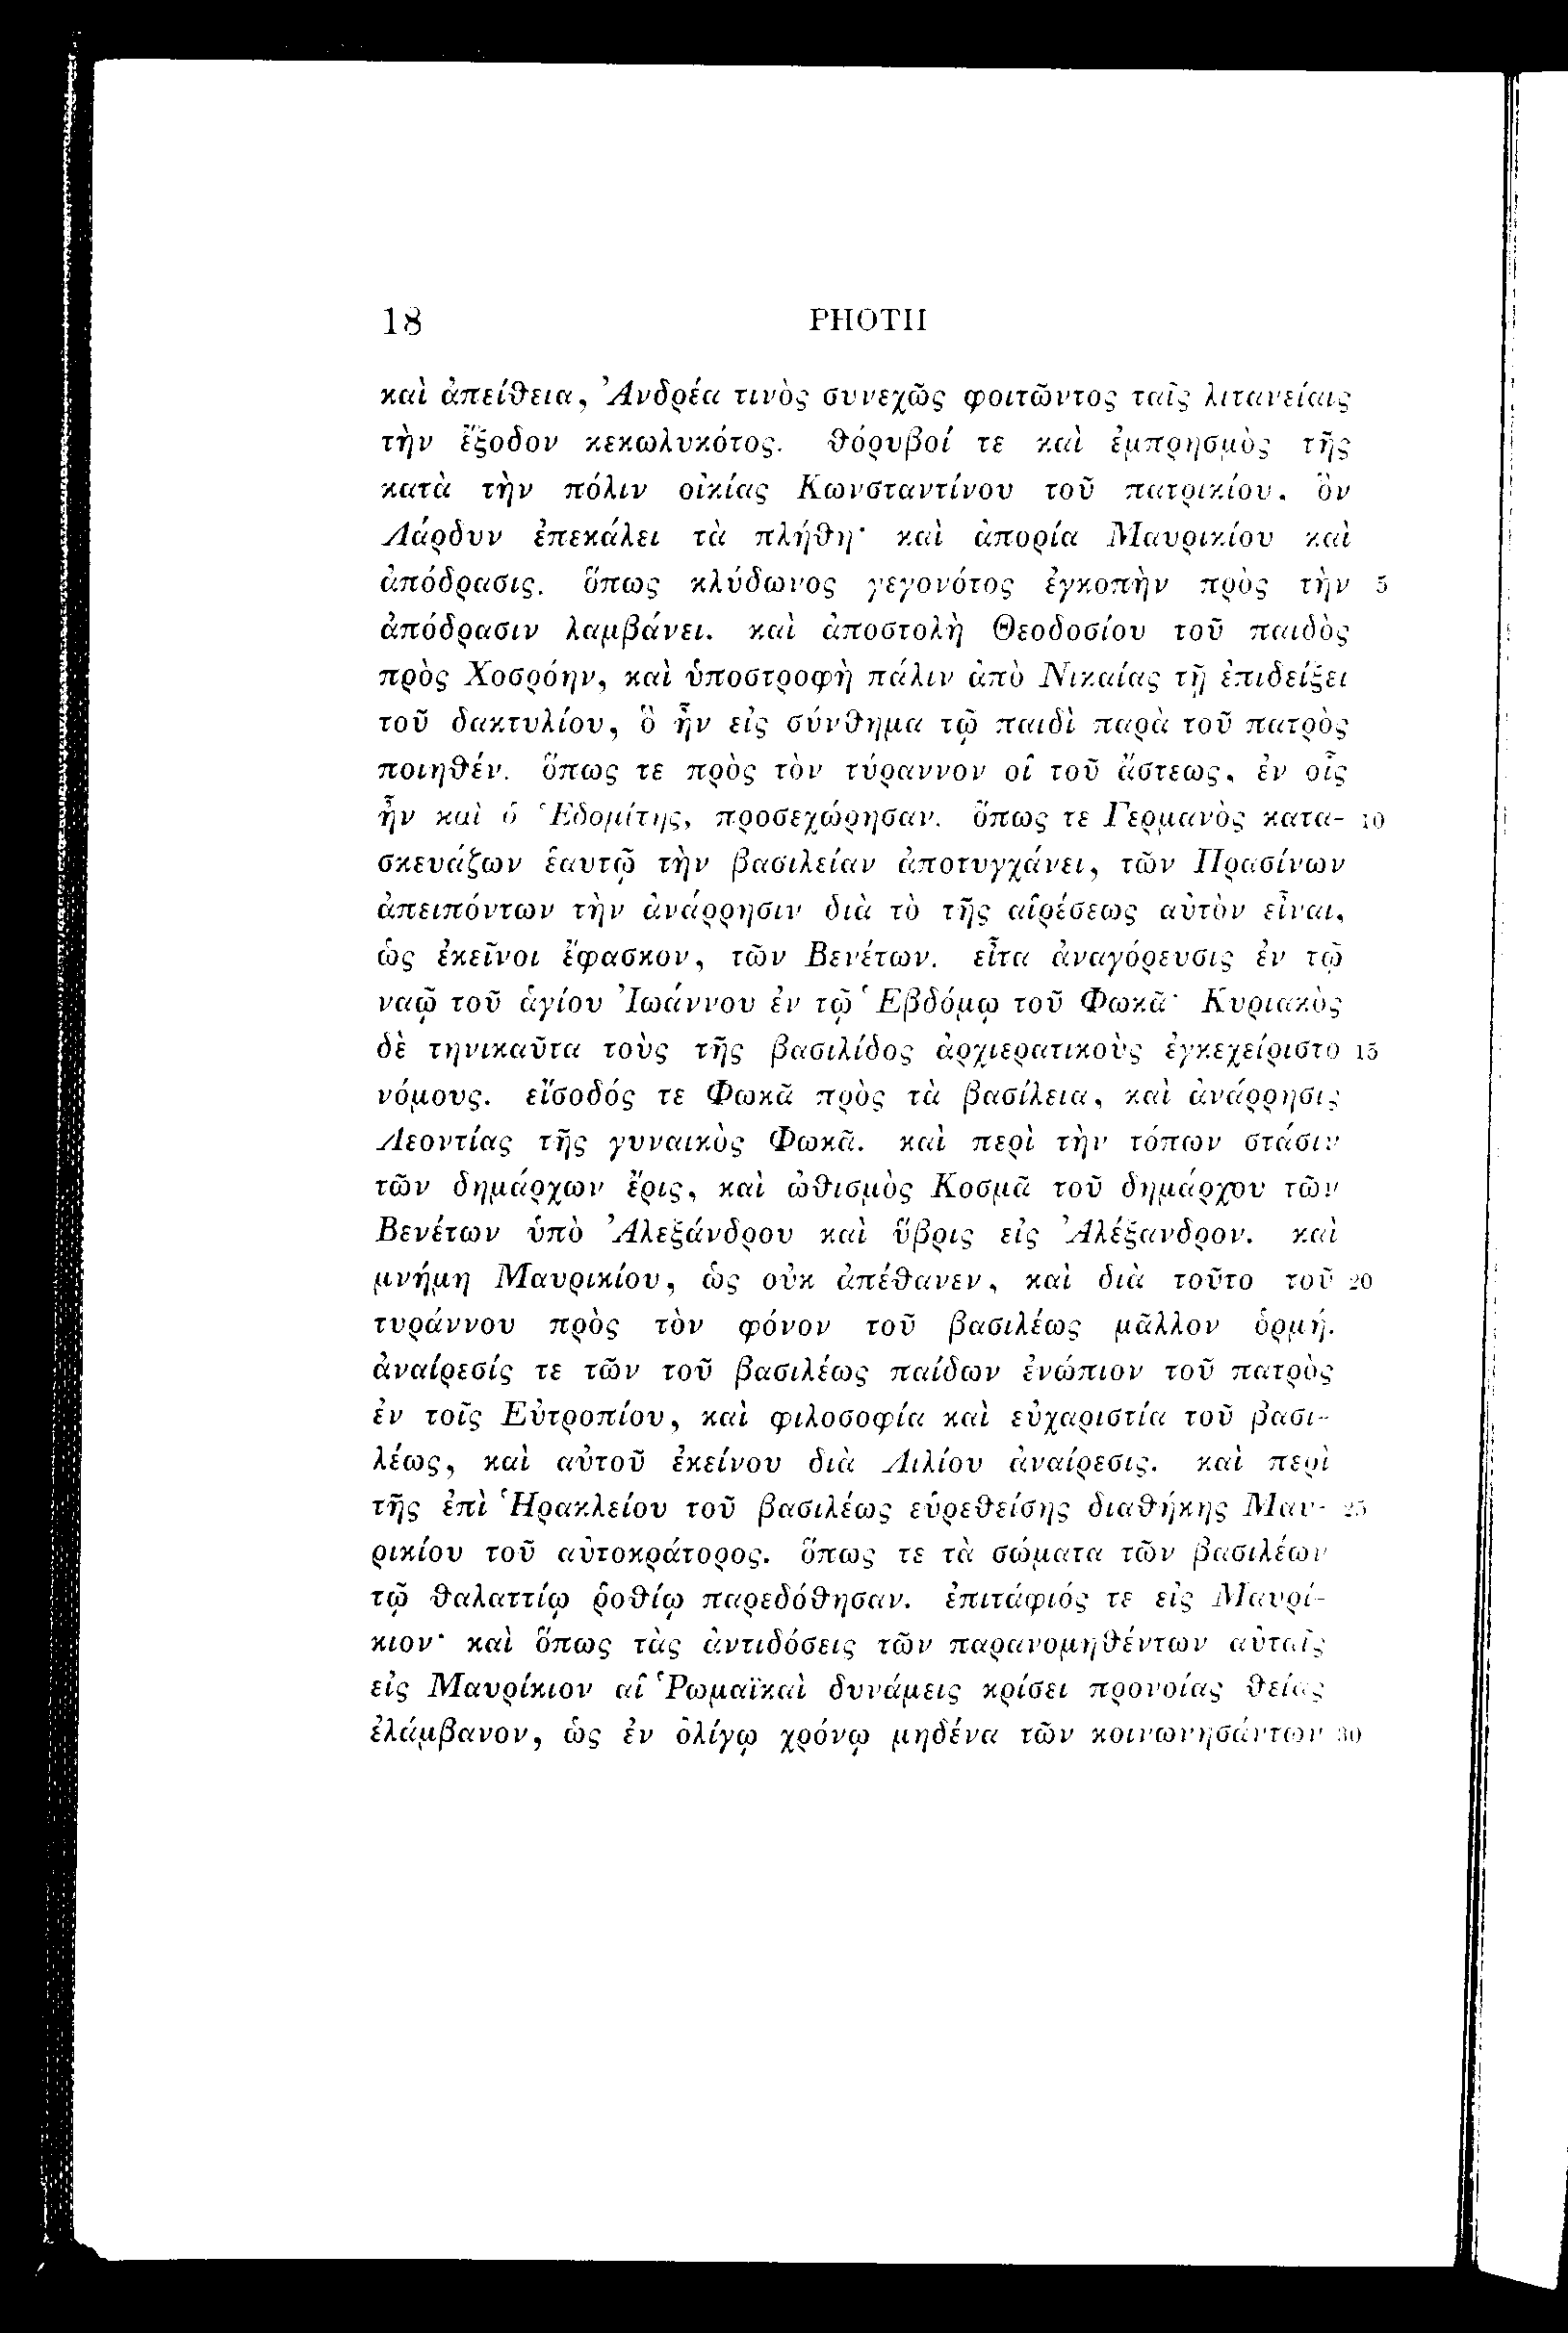 18 PHOTII
καὶ ἀπείθεια, Ἀνδρέα τινὸς συνεχῶς φοιτῶντος ταῖς λιτανείαις
τὴν ἔξοδον κεκωλυκότος. θόρυβοί τε καὶ ἐμπρησμὸς τῆς
κατὰ τὴν πόλιν οἰκίας Κωνσταντίνου τοῦ πατρικίου, ὃν
Λάρδυν ἐπεκάλει τὰ πλήθη· καὶ ἀπορία Μαυρικίου καὶ
ἀπόδρασις. ὅπως κλύδωνος γεγονότος ἐγκοπὴν πρὸς τὴν 5
ἀπόδρασιν λαμβάνει. καὶ ἀποστολὴ Θεοδοσίου τοῦ παιδὸς
πρὸς Χοσρόην, καὶ ὑποστροφὴ πάλιν ἀπὸ Νικαίας τῇ ἐπιδείξει
τοῦ δακτυλίου, ὃ ἦν εἰς σύνθημα τῷ παιδὶ παρὰ τοῦ πατρὸς
ποιηθέν. ὅπως τε πρὸς τὸν τύραννον οἱ τοῦ ἄστεως, ἐν οἷς
ἦν καὶ ὁ Ἑδομίτης, προσεχώρησαν. ὅπως τε Γερμανὸς κατα- 10
σκευάζων ἑαυτῷ τὴν βασιλείαν ἀποτυγχάνει, τῶν Πρασίνων
ἀπειπόντων τὴν ἀνάρρησιν διὰ τὸ τῆς αἱρέσεως αὐτὸν εἶναι,
ὡς ἐκεῖνοι ἔφασκον, τῶν Βενέτων. εἶτα ἀναγόρευσις ἐν τῷ
ναῷ τοῦ ἁγίου Ἰωάννου ἐν τῷ Ἑβδόμῳ τοῦ Φωκᾶ· Κυριακὸς
δὲ τηνικαῦτα τοὺς τῆς βασιλίδος ἀρχιερατικοὺς ἐγκεχείριστο 15
νόμους. εἴσοδός τε Φωκᾶ πρὸς τὰ βασίλεια, καὶ ἀνάρρησις
Λεοντίας τῆς γυναικὸς Φωκᾶ. καὶ περὶ τὴν τόπων στάσιν
τῶν δημάρχων ἔρις, καὶ ὠθισμὸς Κοσμᾶ τοῦ δημάρχου τῶν
Βενέτων ὑπὸ Ἀλεξάνδρου καὶ ὕβρις εἰς Ἀλέξανδρον. καὶ
μνήμη Μαυρικίου, ὡς οὐκ ἀπέθανεν, καὶ διὰ τοῦτο τοῦ 20
τυράννου πρὸς τὸν φόνον τοῦ βασιλέως μᾶλλον ὁρμή.
ἀναίρεσίς τε τῶν τοῦ βασιλέως παίδων ἐνώπιον τοῦ πατρὸς
ἐν τοῖς Εὐτροπίου, καὶ φιλοσοφία καὶ εὐχαριστία τοῦ βασι-
λέως, καὶ αὐτοῦ ἐκείνου διὰ Λιλίου ἀναίρεσις. καὶ περὶ
τῆς ἐπὶ Ἡρακλείου τοῦ βασιλέως εὑρεθείσης διαθήκης Μαυ- 25
ρικίου τοῦ αὐτοκράτορος. ὅπως τε τὰ σώματα τῶν βασιλέων
τῷ θαλαττίῳ ῥοθίῳ παρεδόθησαν. ἐπιτάφιός τε εἰς Μαυρί-
κιον· καὶ ὅπως τὰς ἀντιδόσεις τῶν παρανομηθέντων αὐταῖς
εἰς Μαυρίκιον αἱ Ῥωμαϊκαὶ δυνάμεις κρίσει προνοίας θείας
ἐλάμβανον, ὡς ἐν ὀλίγῳ χρόνῳ μηδένα τῶν κοινωνησάντων 30